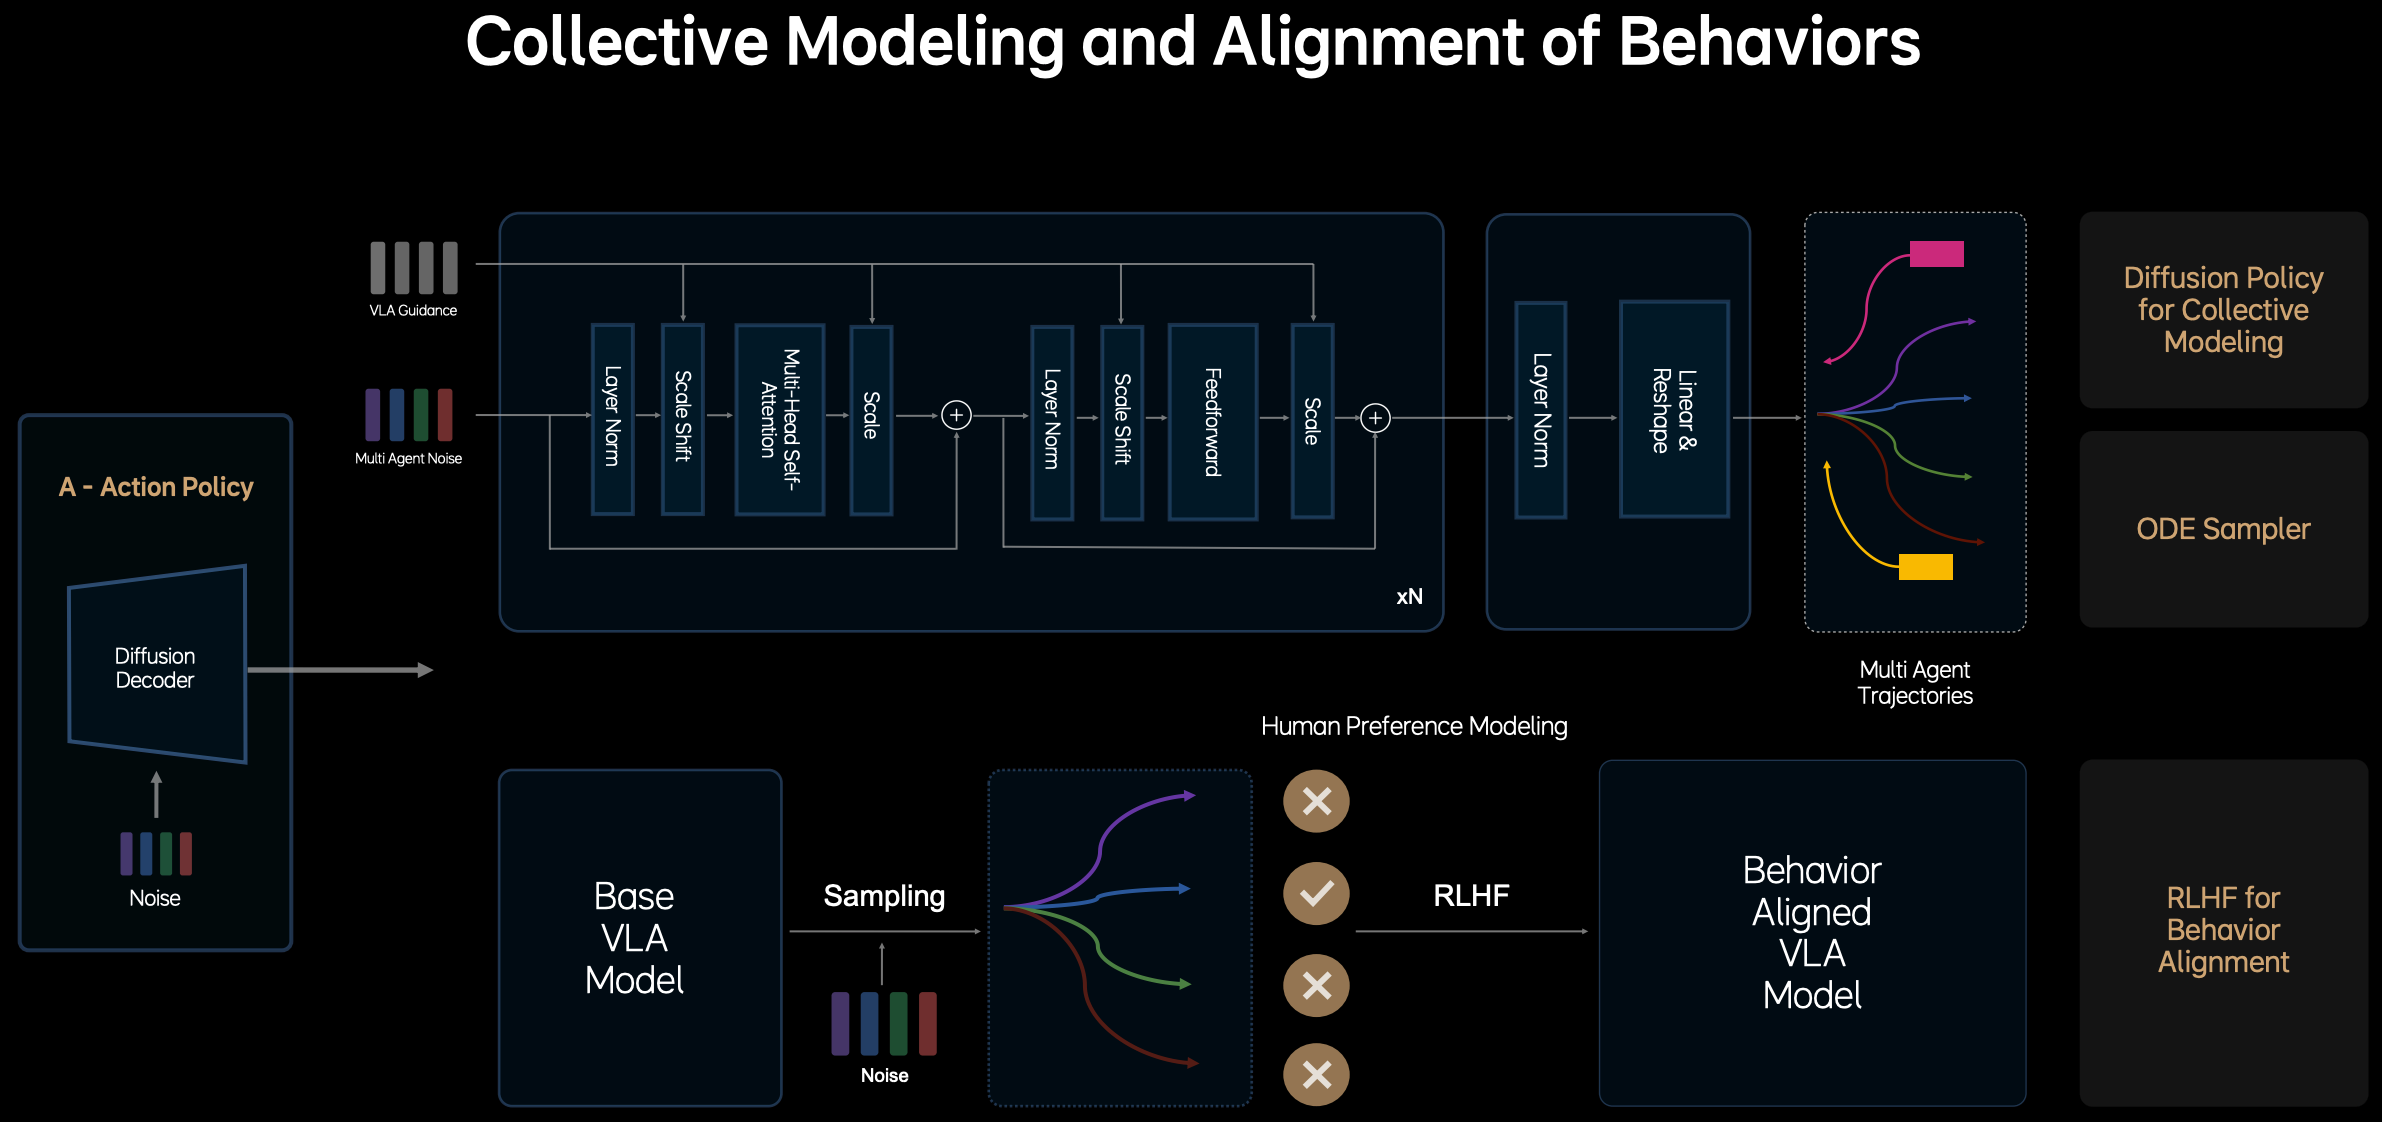 Collective Modeling and Alignment of Behaviors
VLA Guidance
Multi Agent Noise
Layer Norm
Scale Shift
Multi-Head Self-
Attention
Scale
Layer Norm
Scale Shift
Feedforward
Scale
xN
Layer Norm
Linear &
Reshape
Multi Agent
Trajectories
Diffusion Policy
for Collective
Modeling
ODE Sampler
A - Action Policy
Diffusion
Decoder
Noise
Human Preference Modeling
Base
VLA
Model
Sampling
Noise
RLHF
Behavior
Aligned
VLA
Model
RLHF for
Behavior
Alignment